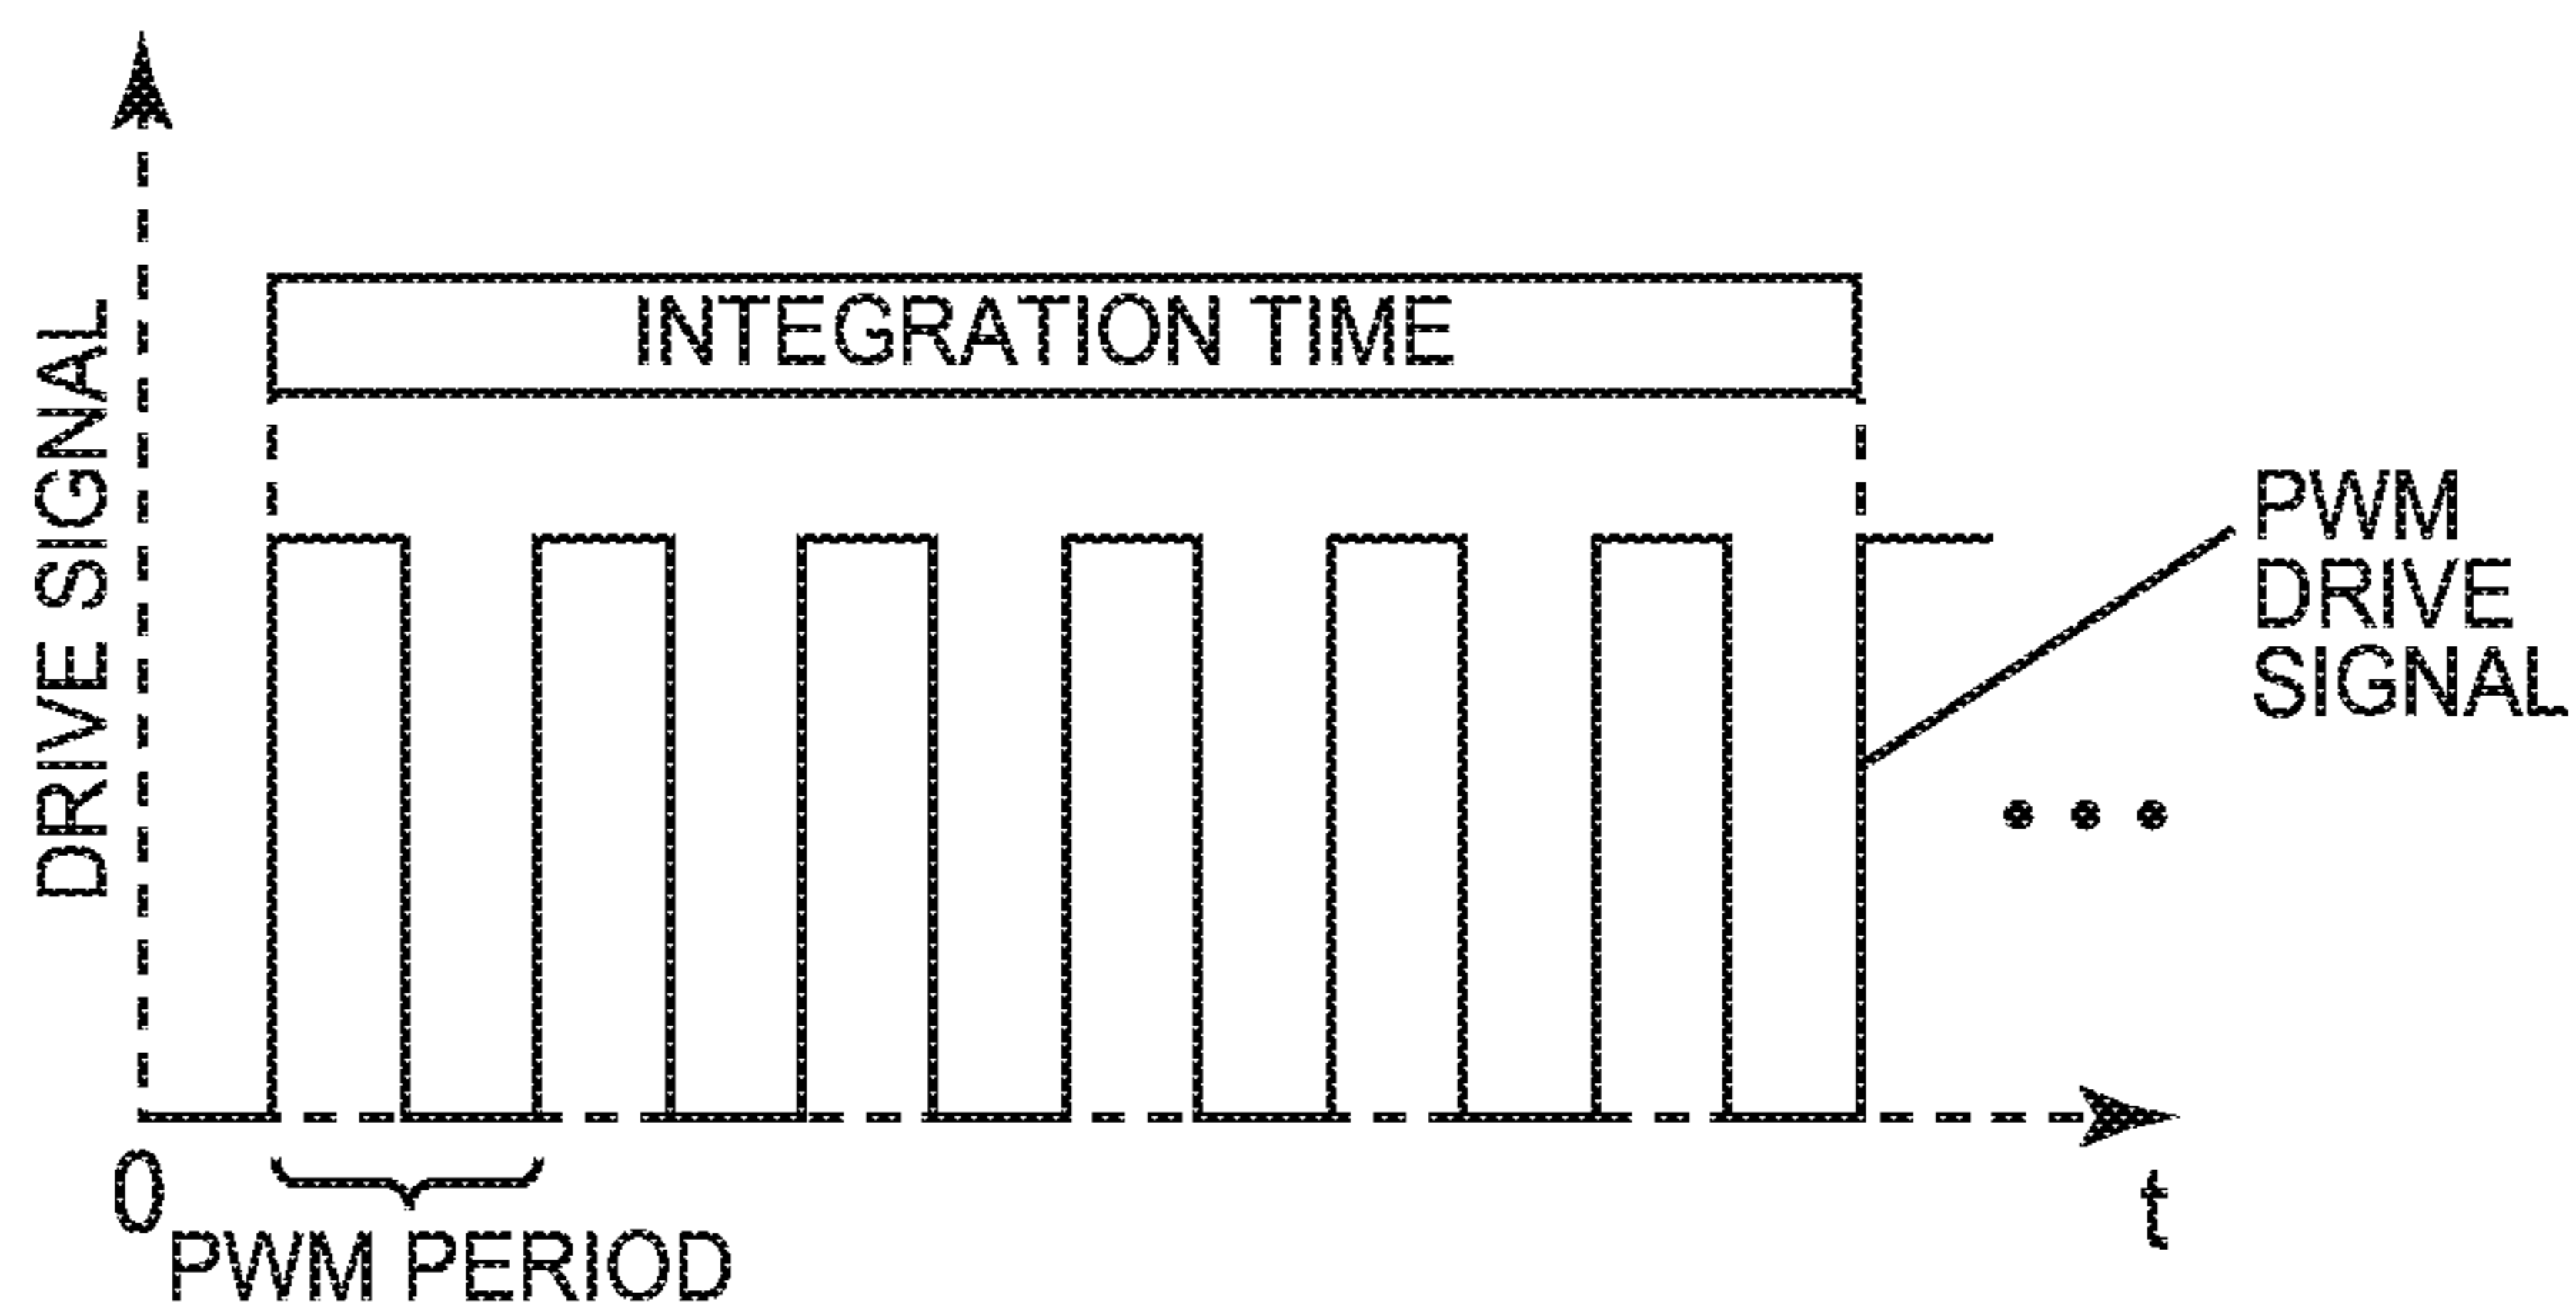 DRIVE SIGNAL
INTEGRATION TIME
PWM
DRIVE
SIGNAL
0
PWM PERIOD
t